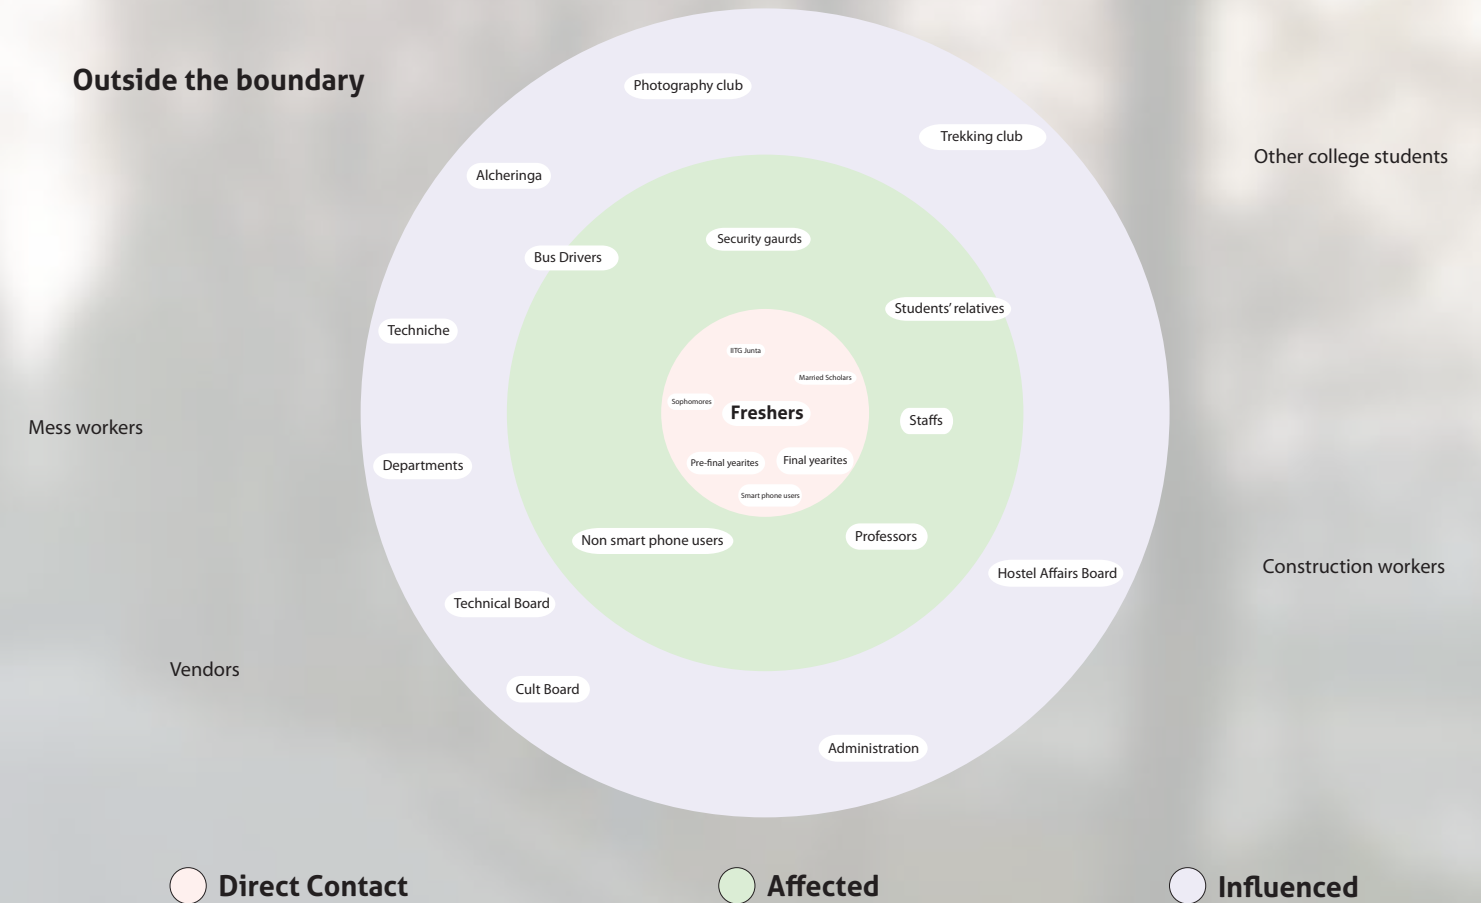 Outside the boundary
Photography club
Trekking club
Other college students
Alcheringa
Security gaurds
Bus Drivers
Students’ relatives
Techniche
IITG Junta
Married Scholars
Sophomores
Freshers
Staffs
Mess workers
Pre-final yearites
Final yearites
Departments
Smart phone users
Professors
Non smart phone users
Construction workers
Hostel Affairs Board
Technical Board
Vendors
Cult Board
Administration
Direct Contact
Affected
Influenced